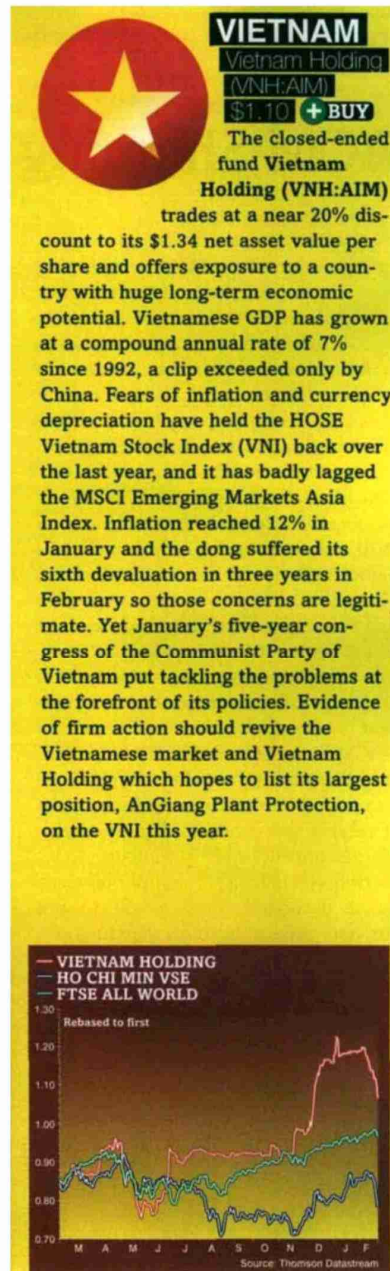 VIETNAM
Vietnam Holding
(VNH:AIM)
$1.10 + BUY
The closed-ended
fund Vietnam
Holding (VNH:AIM)
trades at a near 20% dis-
count to its $1.34 net asset value per
share and offers exposure to a coun-
try with huge long-term economic
potential. Vietnamese GDP has grown
at a compound annual rate of 7%
since 1992, a clip exceeded only by
China. Fears of inflation and currency
depreciation have held the HOSE
Vietnam Stock Index (VNI) back over
the last year, and it has badly lagged
the MSCI Emerging Markets Asia
Index. Inflation reached 12% in
January and the dong suffered its
sixth devaluation in three years in
February so those concerns are legiti-
mate. Yet January's five-year con-
gress of the Communist Party of
Vietnam put tackling the problems at
the forefront of its policies. Evidence
of firm action should revive the
Vietnamese market and Vietnam
Holding which hopes to list its largest
position, AnGiang Plant Protection,
on the VNI this year.
VIETNAM HOLDING
HO CHI MIN VSE
FTSE ALL WORLD
Rebased to first
1.30
1.20
1.10
1.00
0.90
0.80
0.70
M A M J J A S O N D J F
Source: Thomson Datastream